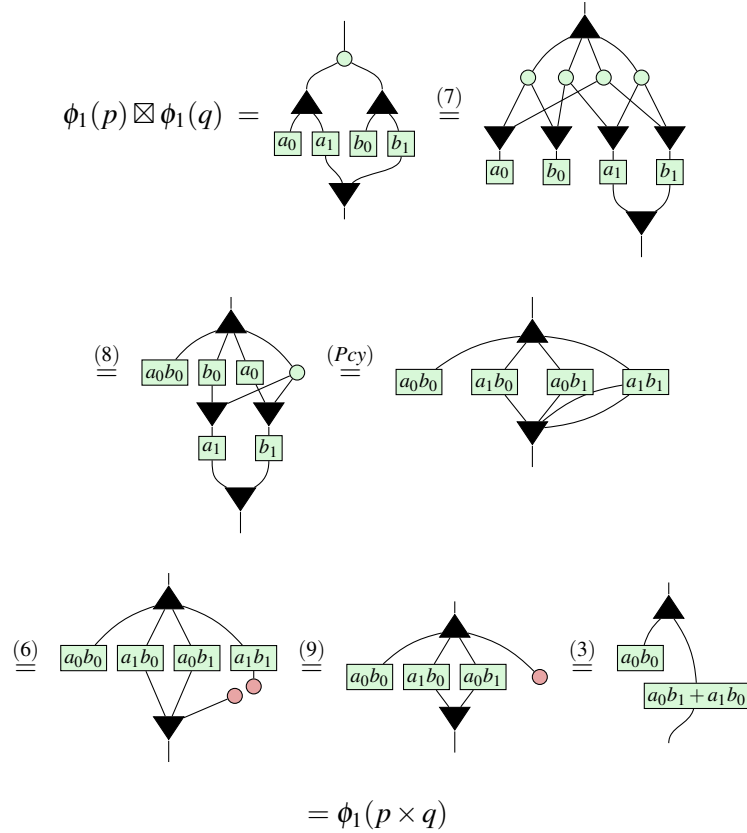 ϕ₁(p) ⊠ ϕ₁(q) = a₀ a₁ b₀ b₁ (7) = a₀ b₀ a₁ b₁
(8) = a₀b₀ b₀ a₀ a₁ b₁ (Pcy) = a₀b₀ a₁b₀ a₀b₁ a₁b₁
(6) = a₀b₀ a₁b₀ a₀b₁ a₁b₁ (9) = a₀b₀ a₁b₀ a₀b₁ (3) = a₀b₀ a₀b₁ + a₁b₀
= ϕ₁(p × q)